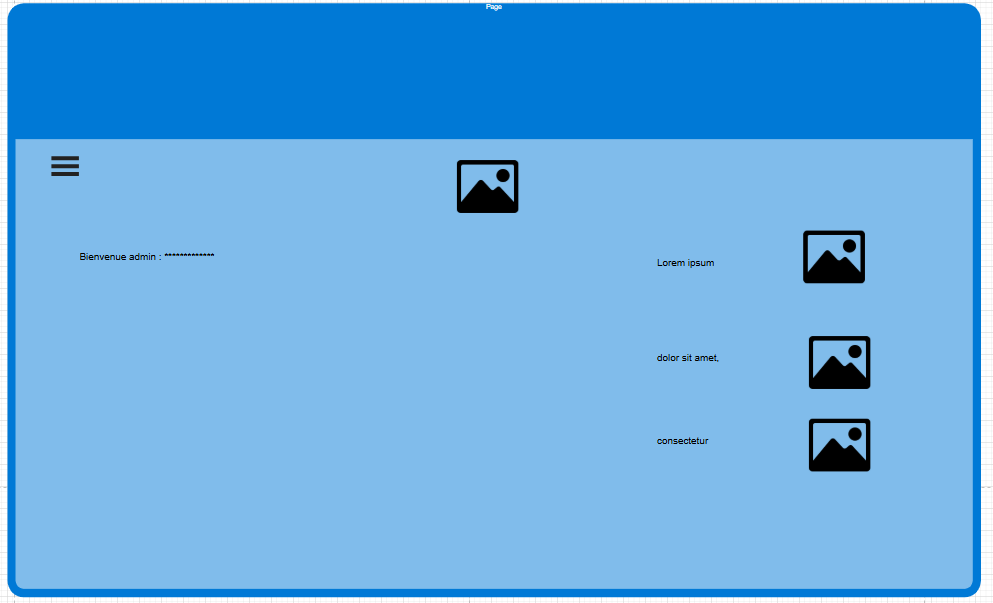 Page
Bienvenue admin : *************
Lorem ipsum
dolor sit amet,
consectetur